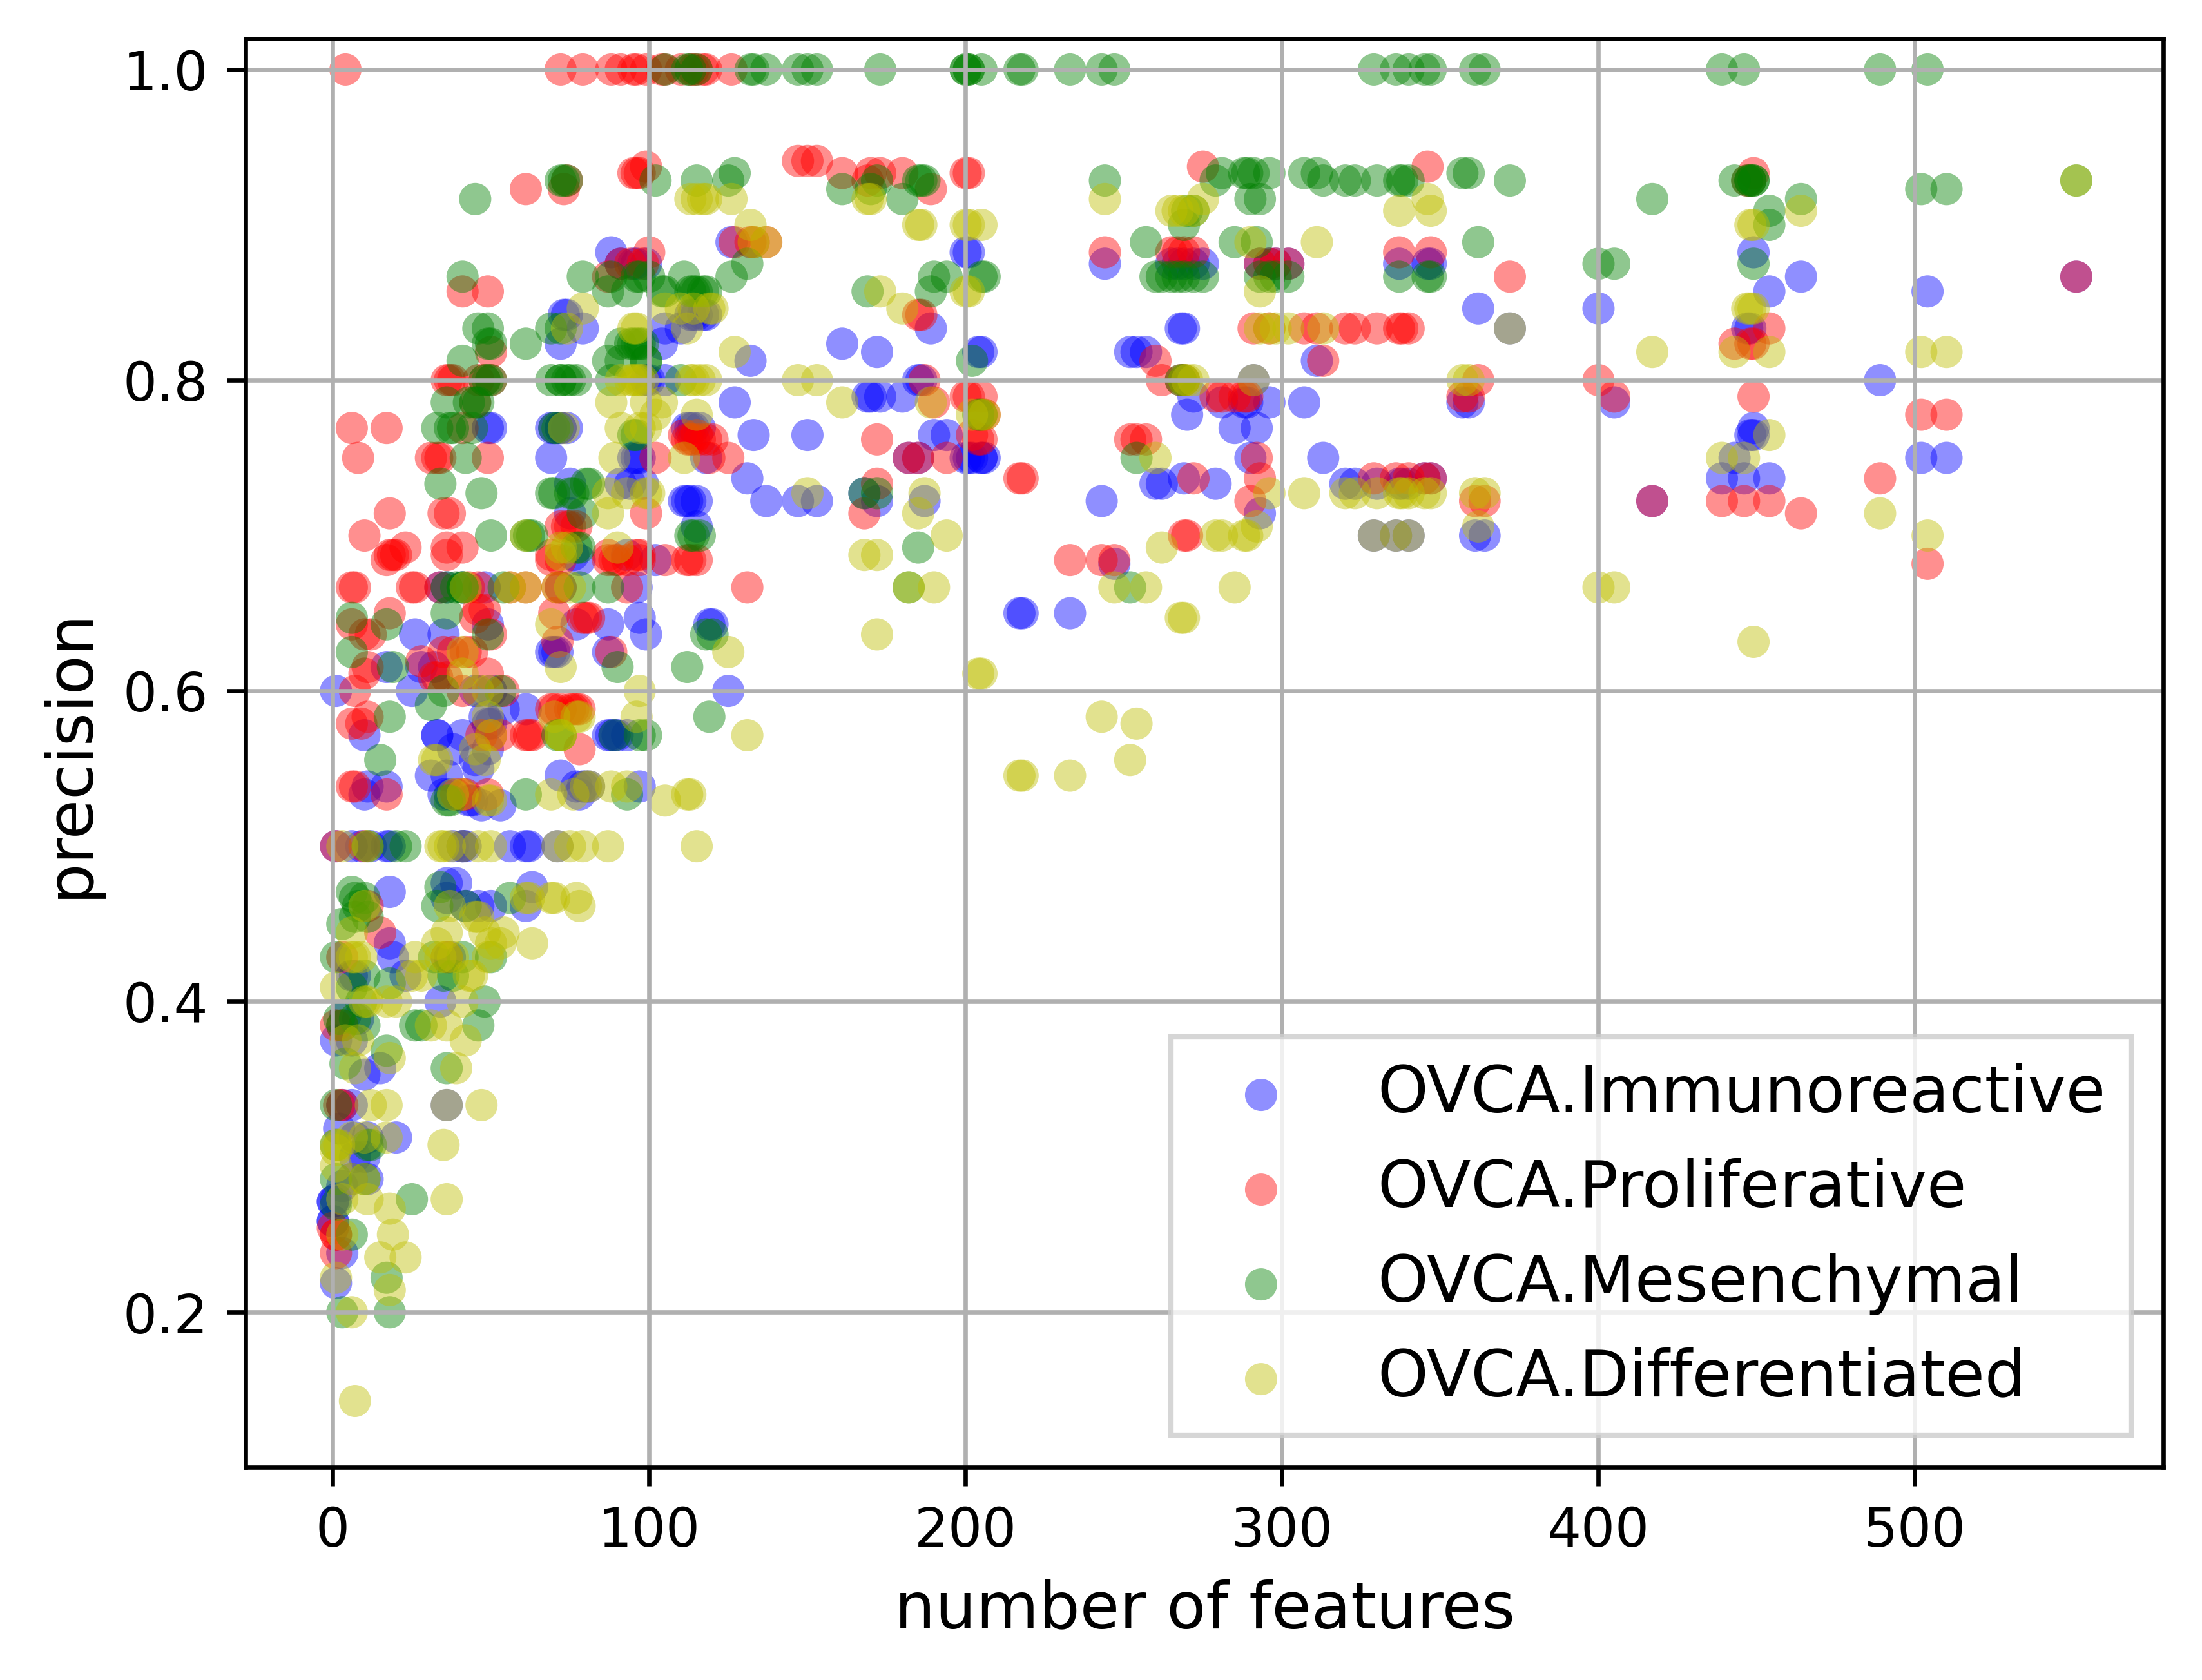 1.0
0.8
0.6
0.4
0.2
precision
OVCA.Immunoreactive
OVCA.Proliferative
OVCA.Mesenchymal
OVCA.Differentiated
0 100 200 300 400 500
number of features